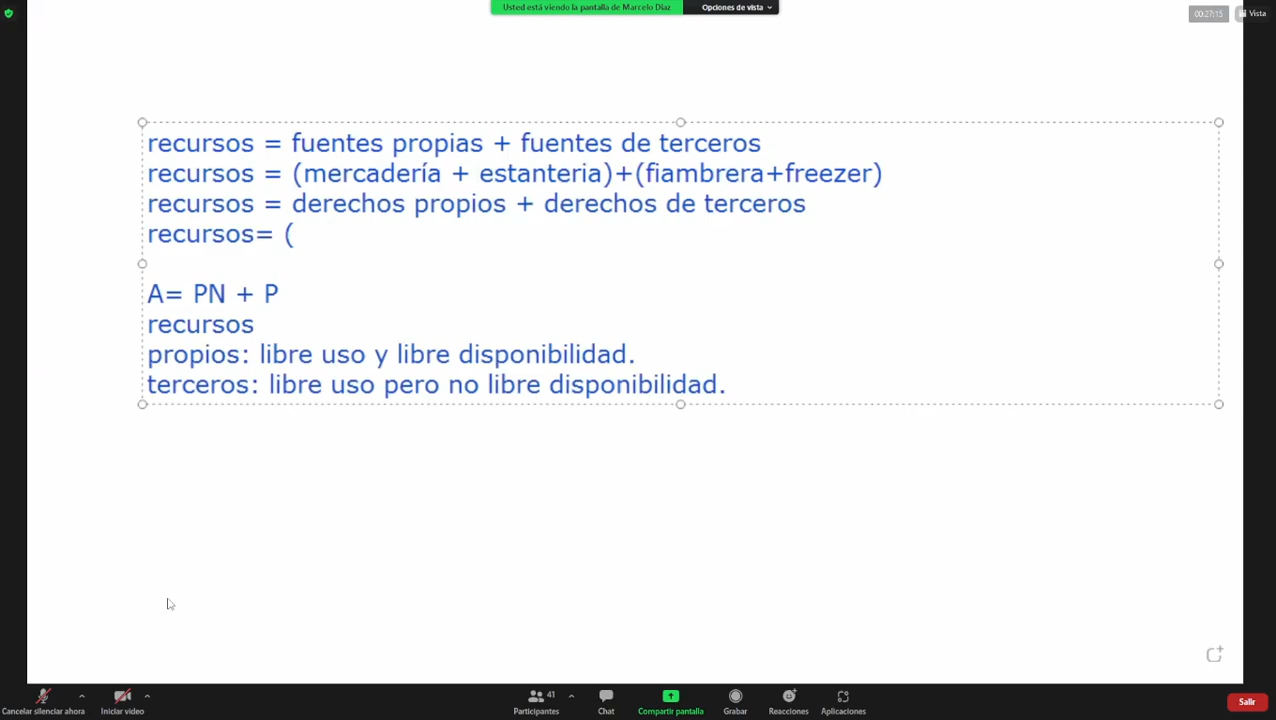 Usted está viendo la pantalla de Marcelo Díaz
Opciones de vista
00:27:15
Vista
recursos = fuentes propias + fuentes de terceros
recursos = (mercadería + estanteria)+(fiambrera+freezer)
recursos = derechos propios + derechos de terceros
recursos= (
A= PN + P
recursos
propios: libre uso y libre disponibilidad.
terceros: libre uso pero no libre disponibilidad.
Cancelar silenciar ahora
Iniciar video
41
Participantes
Chat
Compartir pantalla
Grabar
Reacciones
Aplicaciones
Salir